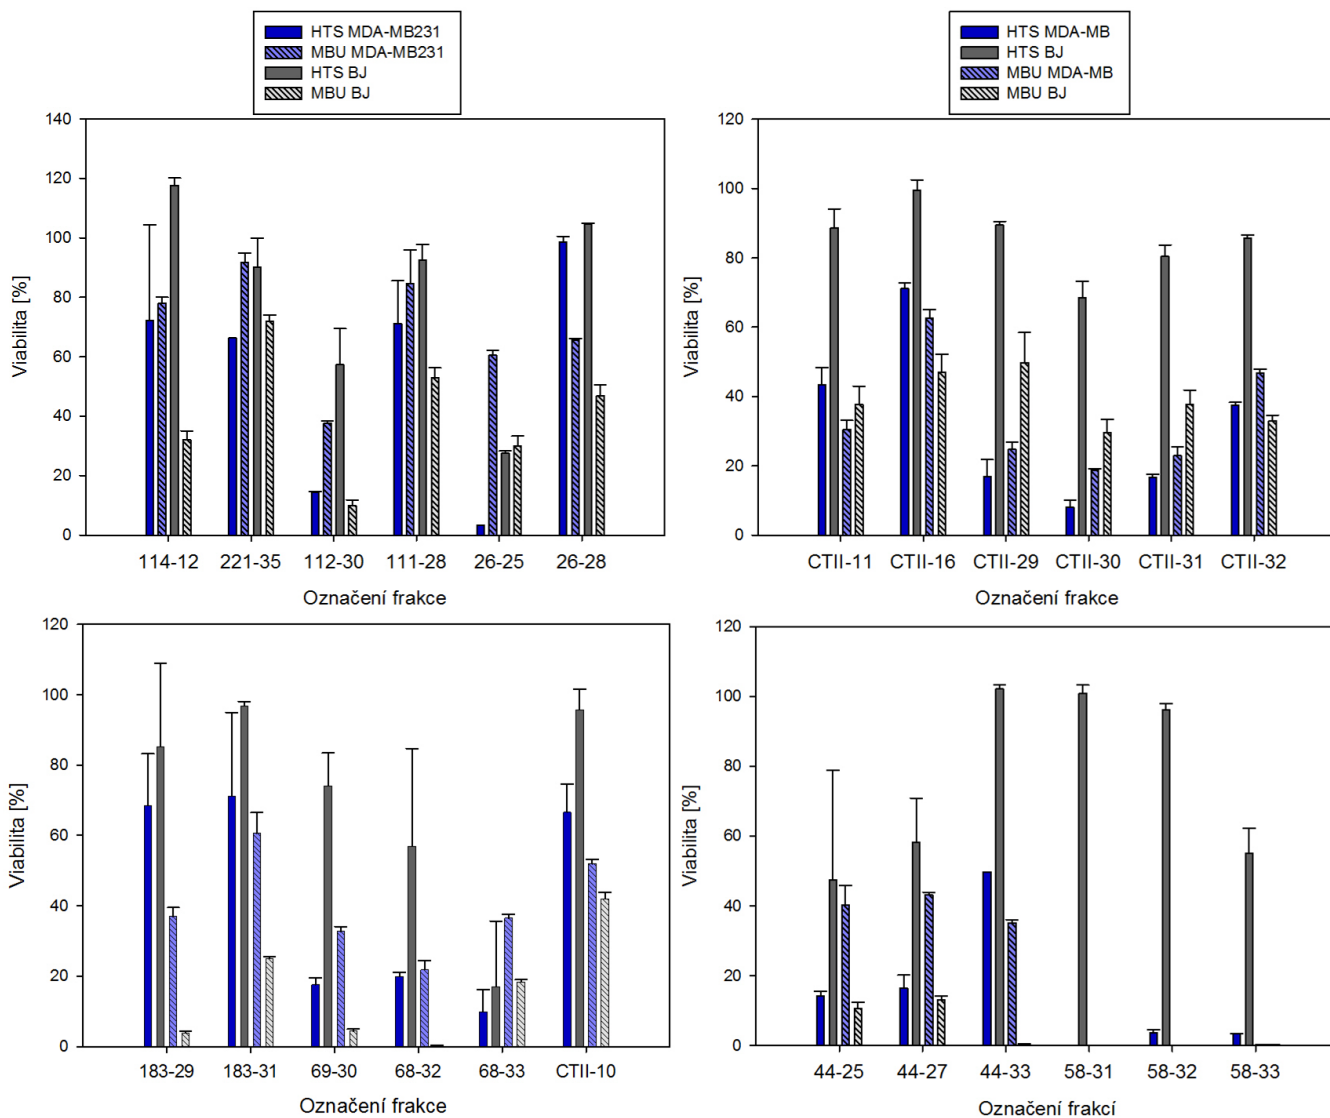 HTS MDA-MB231
MBU MDA-MB231
HTS BJ
MBU BJ
140
120
100
80
60
40
20
0
Viabilita [%]
114-12 221-35 112-30 111-28 26-25 26-28
Označení frakce
HTS MDA-MB
HTS BJ
MBU MDA-MB
MBU BJ
120
100
80
60
40
20
0
Viabilita [%]
CTII-11 CTII-16 CTII-29 CTII-30 CTII-31 CTII-32
Označení frakce
120
100
80
60
40
20
0
Viabilita [%]
183-29 183-31 69-30 68-32 68-33 CTII-10
Označení frakce
120
100
80
60
40
20
0
Viabilita [%]
44-25 44-27 44-33 58-31 58-32 58-33
Označení frakcí